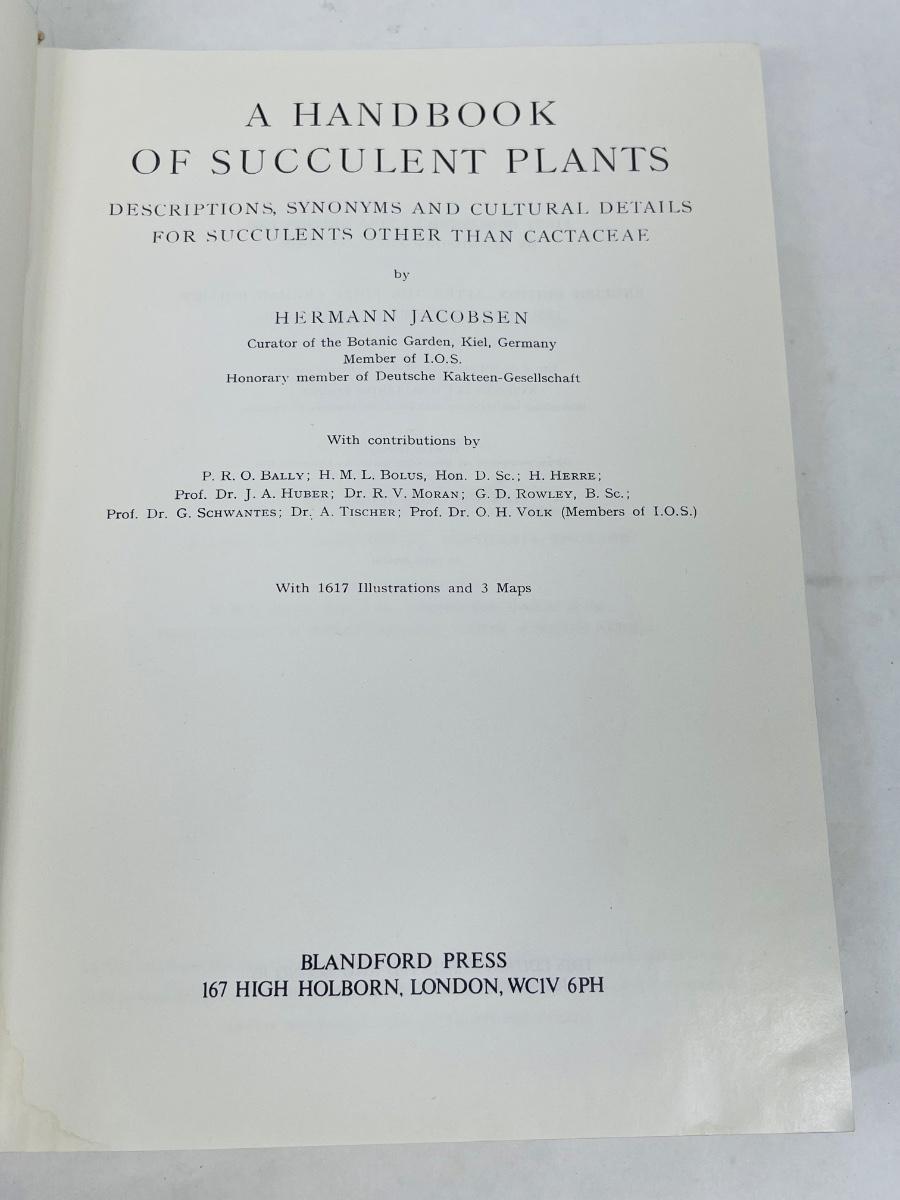 A HANDBOOK
OF SUCCULENT PLANTS
DESCRIPTIONS, SYNONYMS AND CULTURAL DETAILS
FOR SUCCULENTS OTHER THAN CACTACEAE
by
HERMANN JACOBSEN
Curator of the Botanic Garden, Kiel, Germany
Member of I.O.S.
Honorary member of Deutsche Kakteen-Gesellschaft
With contributions by
P. R. O. BALLY; H. M. L. BOLUS, Hon. D. Sc.; H. HERRE;
Prof. Dr. J. A. HUBER; Dr. R. V. MORAN; G. D. ROWLEY, B. Sc.;
Prof. Dr. G. SCHWANTES; Dr. A. TISCHER; Prof. Dr. O. H. VOLK (Members of I.O.S.)
With 1617 Illustrations and 3 Maps
BLANDFORD PRESS
167 HIGH HOLBORN, LONDON, WC1V 6PH